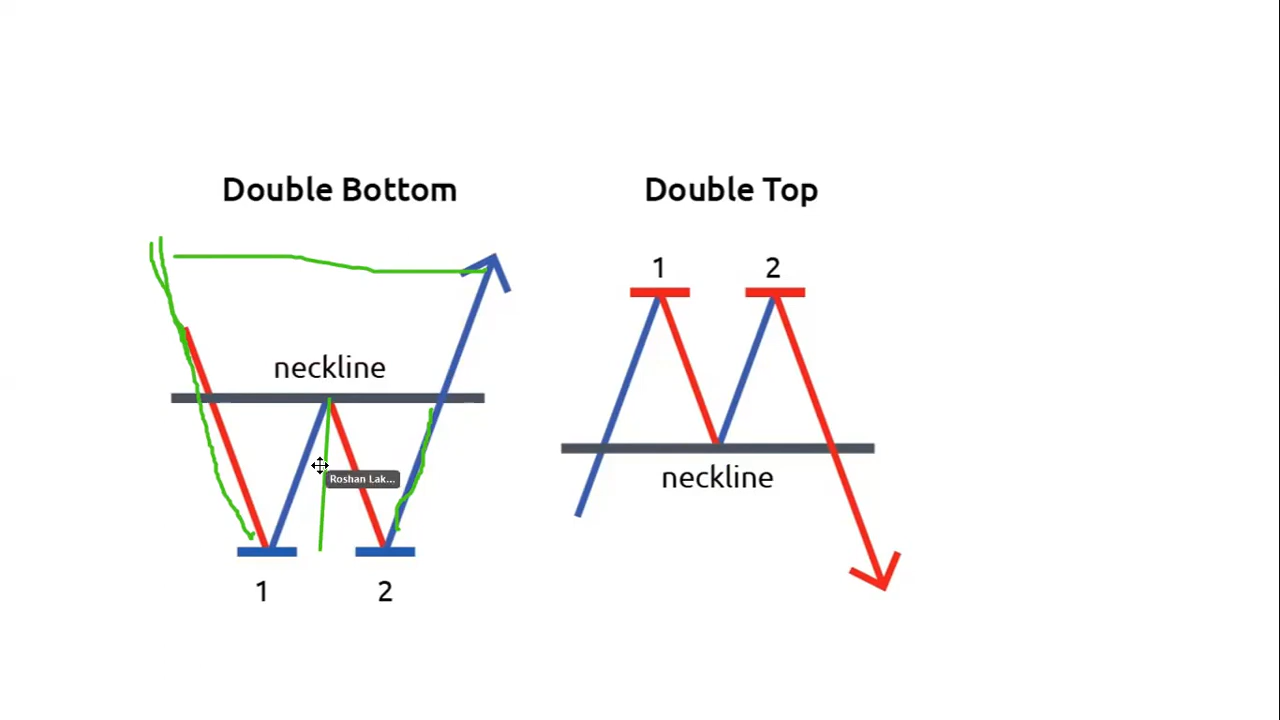 Double Bottom
Double Top
1
2
neckline
neckline
Roshan Lak...
1
2